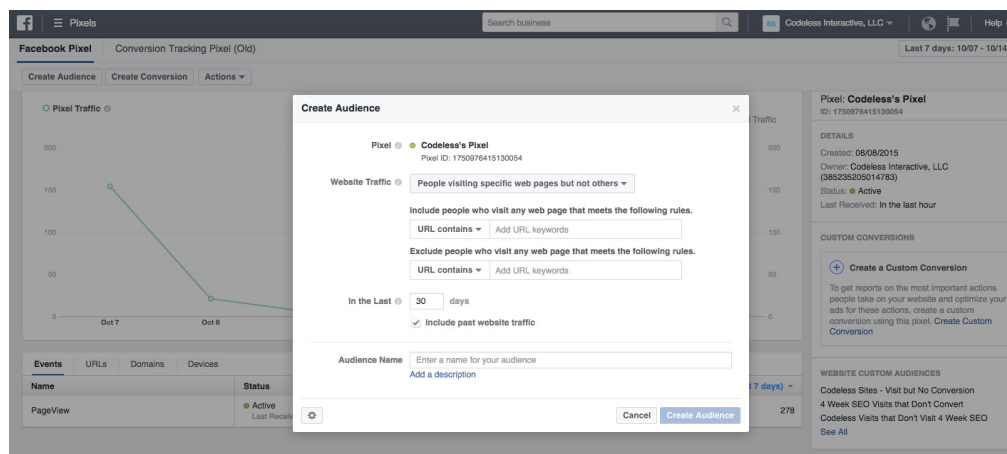 Pixels
Search business
Codeless Interactive, LLC
Help
Facebook Pixel
Conversion Tracking Pixel (Old)
Last 7 days: 10/07 - 10/14
Create Audience
Create Conversion
Actions
Pixel Traffic
Traffic
200
150
100
50
0
Oct 7
Oct 8
200
150
100
50
0
Create Audience
Pixel
Codeless's Pixel
Pixel ID: 1750976415130054
Website Traffic
People visiting specific web pages but not others
Include people who visit any web page that meets the following rules.
URL contains
Add URL keywords
Exclude people who visit any web page that meets the following rules.
URL contains
Add URL keywords
In the Last
30
days
Include past website traffic
Audience Name
Enter a name for your audience
Add a description
Cancel
Create Audience
Pixel: Codeless's Pixel
ID: 1750976415130054
DETAILS
Created: 08/08/2015
Owner: Codeless Interactive, LLC
(385235205014783)
Status: Active
Last Received: In the last hour
CUSTOM CONVERSIONS
Create a Custom Conversion
To get reports on the most important actions
people take on your website and optimize your
ads for these actions, create a custom
conversion using this pixel. Create Custom
Conversion
WEBSITE CUSTOM AUDIENCES
Codeless Sites - Visit but No Conversion
4 Week SEO Visits that Don't Convert
Codeless Visits that Don't Visit 4 Week SEO
See All
Events
URLs
Domains
Devices
Name
Status
7 days)
PageView
Active
Last Receiv
278